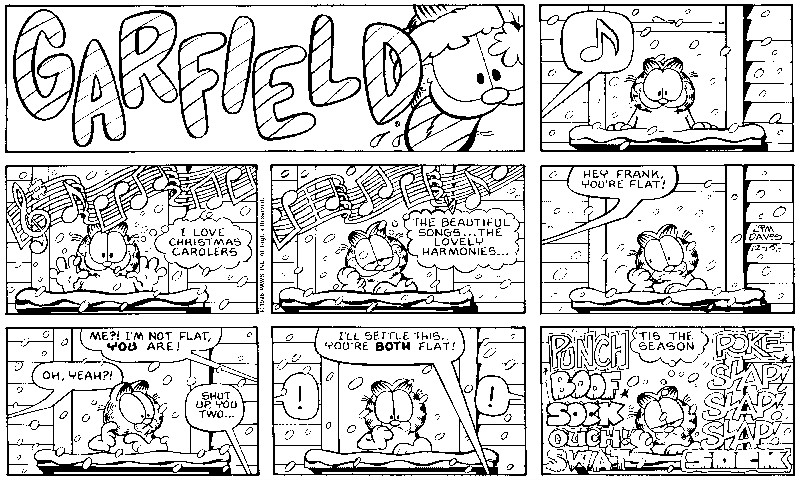 GARFIELD
I LOVE
CHRISTMAS
CAROLERS
THE BEAUTIFUL
SONGS...THE
LOVELY
HARMONIES...
HEY FRANK,
YOU'RE FLAT!
JIM
DAVIS
ME?! I'M NOT FLAT,
YOU ARE!
OH, YEAH?!
SHUT
UP, YOU
TWO...
I'LL SETTLE THIS.
YOU'RE BOTH FLAT!
!
!
'TIS THE
SEASON
PUNCH
BOOF
SOCK
OUCH!
SWAT
POKE
SLAP!
SLAP!
SLAP!
SOCK